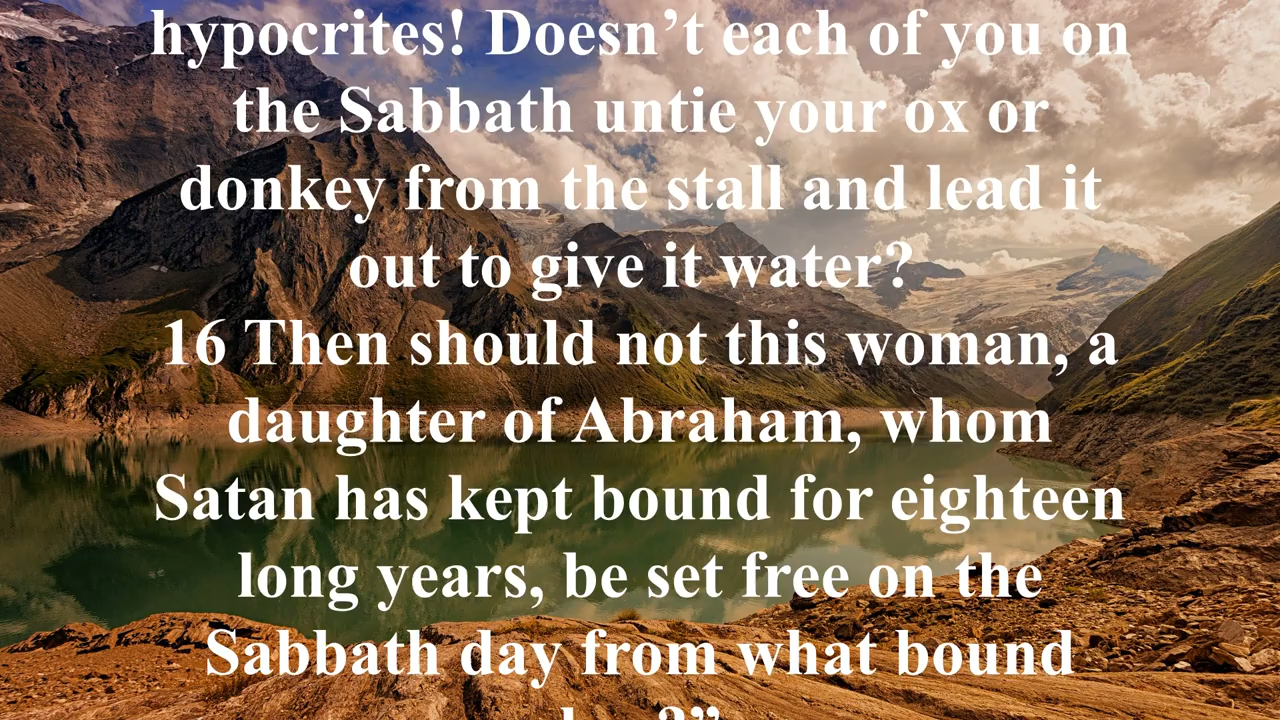 hypocrites! Doesn’t each of you on
the Sabbath untie your ox or
donkey from the stall and lead it
out to give it water?
16 Then should not this woman, a
daughter of Abraham, whom
Satan has kept bound for eighteen
long years, be set free on the
Sabbath day from what bound
her?”